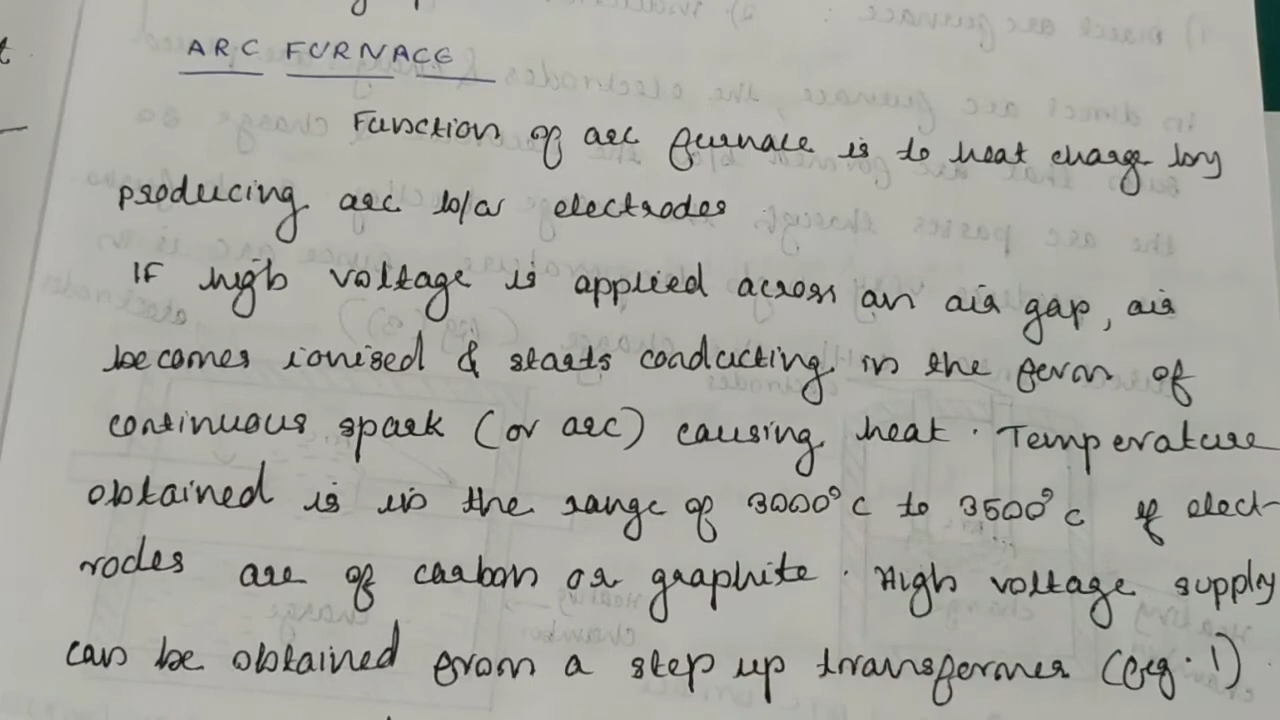 ARC FURNACE
Function of arc furnace is to heat charge by
producing arc b/w electrodes
IF high voltage is applied across an air gap, air
becomes ionised & starts conducting in the form of
continuous spark (or arc) causing heat. Temperature
obtained is in the range of 3000°c to 3500°c if elect-
rodes are of carbon or graphite. High voltage supply
can be obtained from a step up transformer (fig. 1)